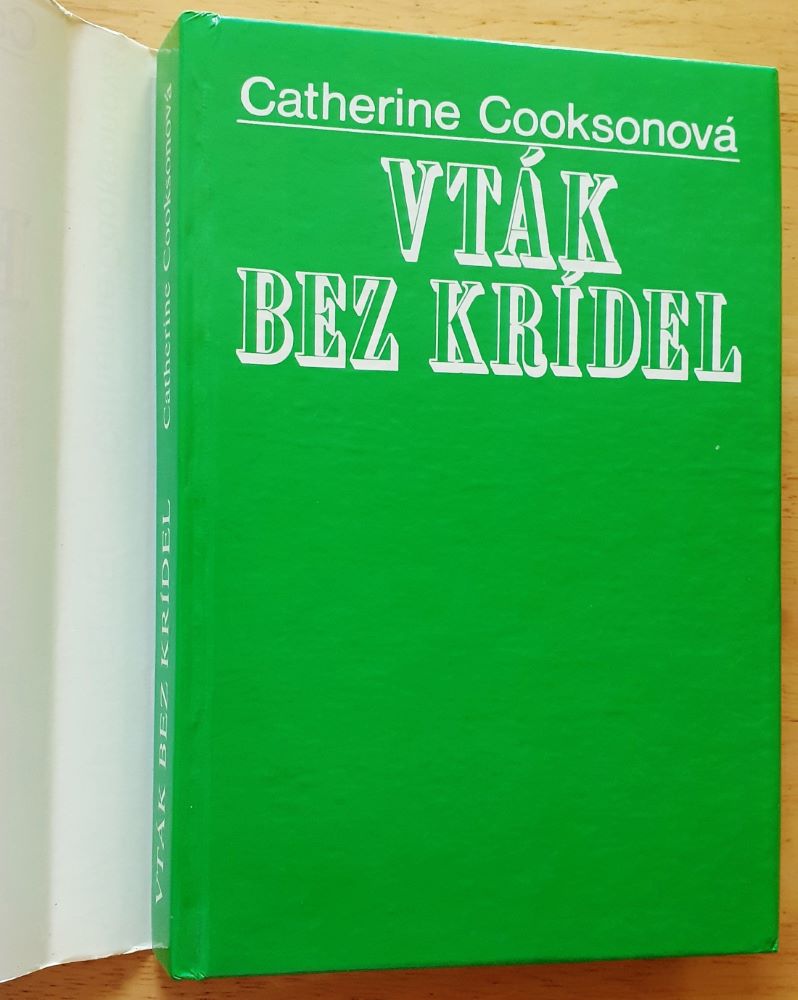 Catherine Cooksonová
VTÁK
BEZ KRÍDEL
VTÁK BEZ KRÍDEL Catherine Cooksonová